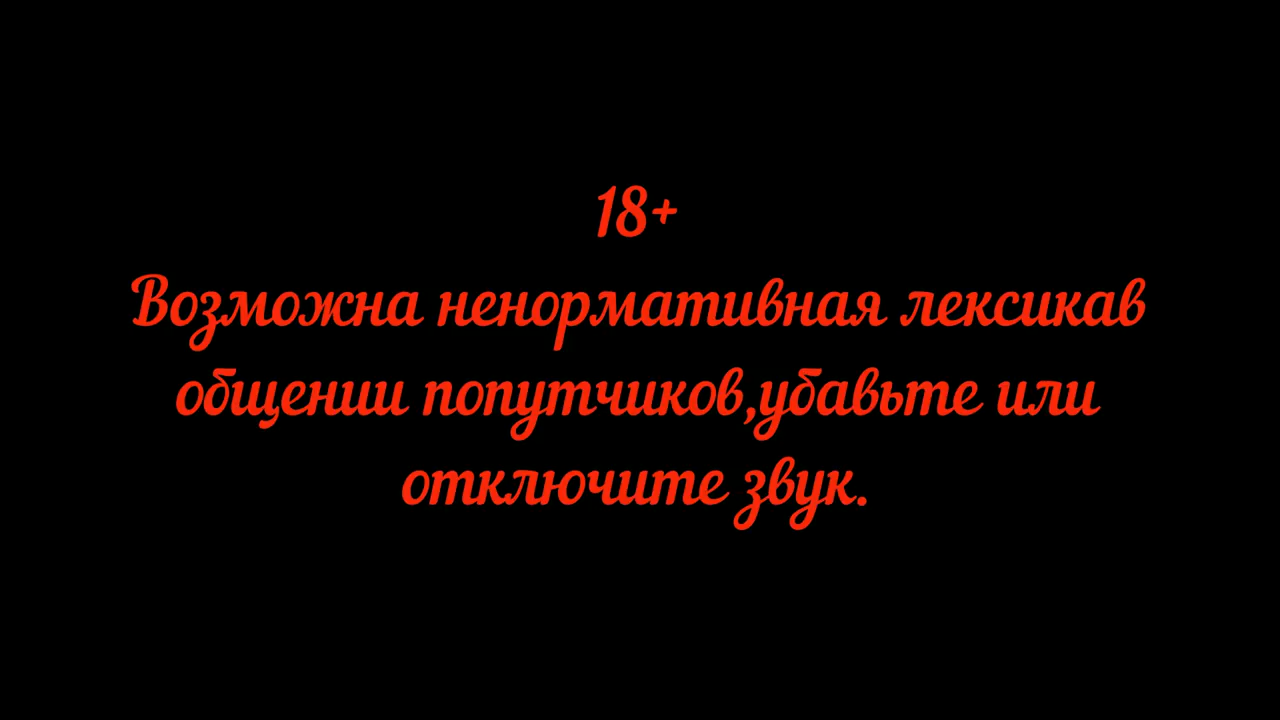 18+
Возможна ненормативная лексикав
общении попутчиков,убавьте или
отключите звук.